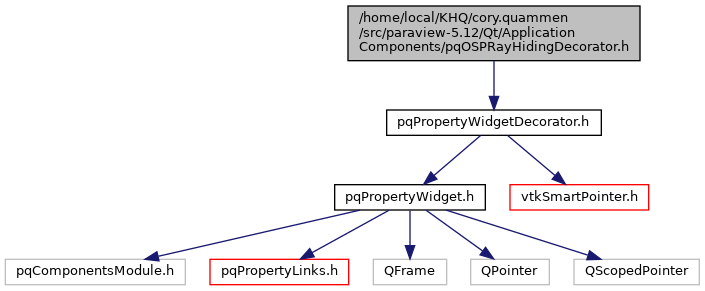 /home/local/KHQ/cory.quammen
/src/paraview-5.12/Qt/Application
Components/pqOSPRayHidingDecorator.h
pqPropertyWidgetDecorator.h
pqPropertyWidget.h
vtkSmartPointer.h
pqComponentsModule.h
pqPropertyLinks.h
QFrame
QPointer
QScopedPointer